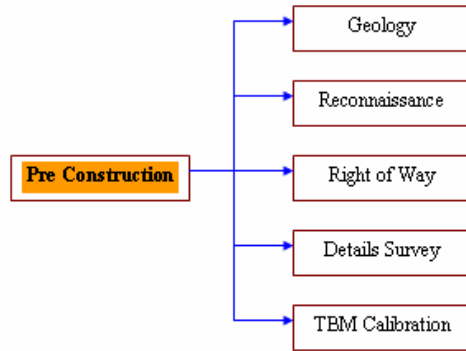 Geology
Reconnaissance
Pre Construction
Right of Way
Details Survey
TBM Calibration